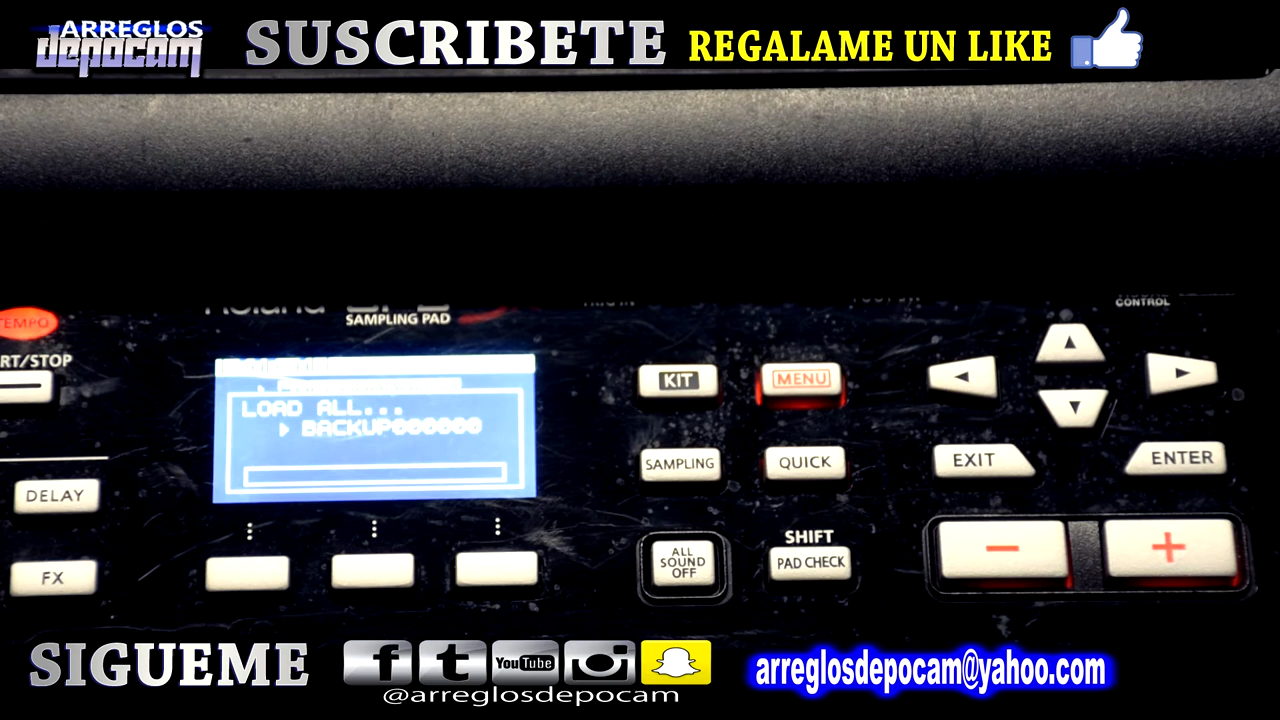 ARREGLOS
depocam
SUSCRIBETE
REGALAME UN LIKE
CONTROL
SAMPLING PAD
TEMPO
RT/STOP
LOAD ALL...
BACKUP000000
KIT
MENU
SAMPLING
QUICK
EXIT
ENTER
DELAY
FX
ALL
SOUND
OFF
SHIFT
PAD CHECK
− +
SIGUEME
f t YouTube
@arreglosdepocam
arreglosdepocam@yahoo.com